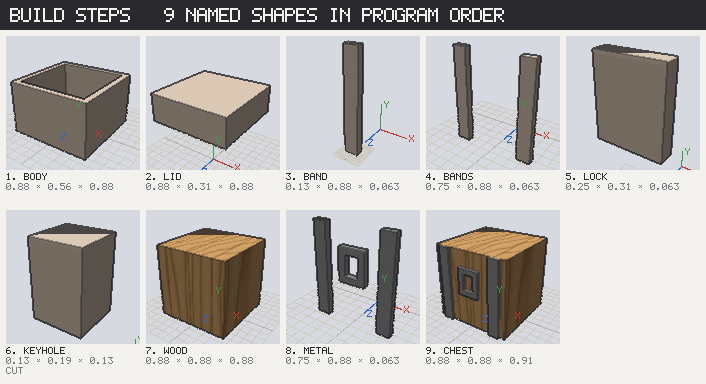 BUILD STEPS 9 NAMED SHAPES IN PROGRAM ORDER
1. BODY
0.88 × 0.56 × 0.88
2. LID
0.88 × 0.31 × 0.88
3. BAND
0.13 × 0.88 × 0.063
4. BANDS
0.75 × 0.88 × 0.063
5. LOCK
0.25 × 0.31 × 0.063
6. KEYHOLE
0.13 × 0.19 × 0.13
CUT
7. WOOD
0.88 × 0.88 × 0.88
8. METAL
0.75 × 0.88 × 0.063
9. CHEST
0.88 × 0.88 × 0.91